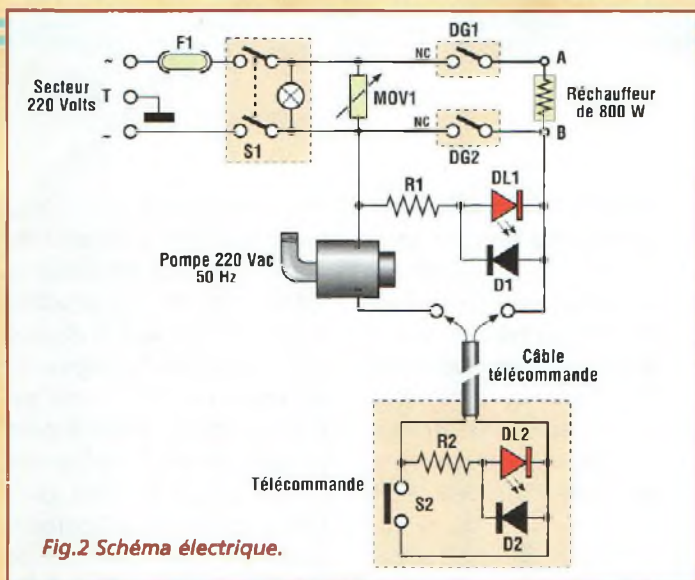 F1
DG1
NC
A
Secteur
220 Volts
~
T
~
MOV1
Réchauffeur
de 800 W
S1
NC
DG2
B
R1
DL1
D1
Pompe 220 Vac
50 Hz
Câble
télécommande
Télécommande
R2
DL2
S2
D2
Fig.2 Schéma électrique.